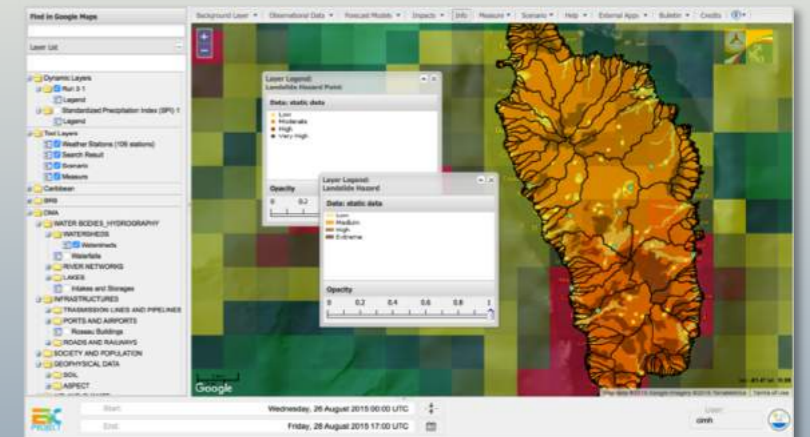 Find in Google Maps
Background Layer
Observational Data
Forecast Models
Impacts
Info
Measure
Scenario
Help
External Apps
Bulletin
Credits
Layer List
Dynamic Layers
Run 3-1
Legend
Standardized Precipitation Index (SPI) 1
Legend
Tool Layers
Weather Stations (106 stations)
Search Result
Scenario
Measure
Caribbean
BRB
DMA
WATER BODIES_HYDROGRAPHY
WATERSHEDS
Watersheds
Waterfalls
RIVER NETWORKS
LAKES
Intakes and Storages
INFRASTRUCTURES
TRASMISSION LINES AND PIPELINES
PORTS AND AIRPORTS
Roseau Buildings
ROADS AND RAILWAYS
SOCIETY AND POPULATION
GEOPHYSICAL DATA
SOIL
ASPECT
Layer Legend:
Landslide Hazard Point
Data: static data
Low
Moderate
High
Very High
Opacity
0 0.2
Layer Legend:
Landslide Hazard
Data: static data
Low
Medium
High
Extreme
Opacity
0 0.2 0.4 0.6 0.8 1
Google
Terms of Use
PROJECT
Start: Wednesday, 26 August 2015 00:00 UTC
End: Friday, 28 August 2015 17:00 UTC
User:
cimh